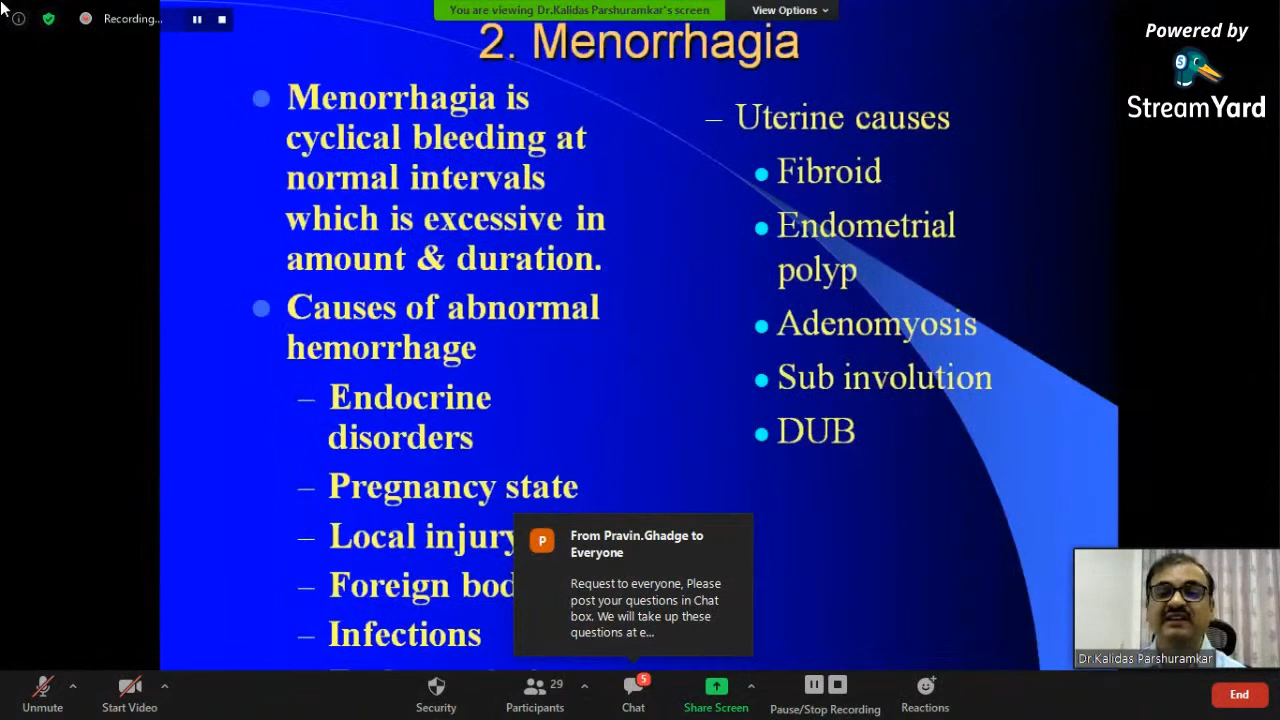 Recording...
You are viewing Dr.Kalidas Parshuramkar's screen
View Options
Powered by
StreamYard
2. Menorrhagia
Menorrhagia is
cyclical bleeding at
normal intervals
which is excessive in
amount & duration.
Causes of abnormal
hemorrhage
– Endocrine
disorders
– Pregnancy state
– Local injury
– Foreign bod
– Infections
– Uterine causes
Fibroid
Endometrial
polyp
Adenomyosis
Sub involution
DUB
P
From Pravin.Ghadge to
Everyone
Request to everyone, Please
post your questions in Chat
box. We will take up these
questions at e...
Dr.Kalidas Parshuramkar
Unmute
Start Video
Security
29
Participants
5
Chat
Share Screen
Pause/Stop Recording
Reactions
End